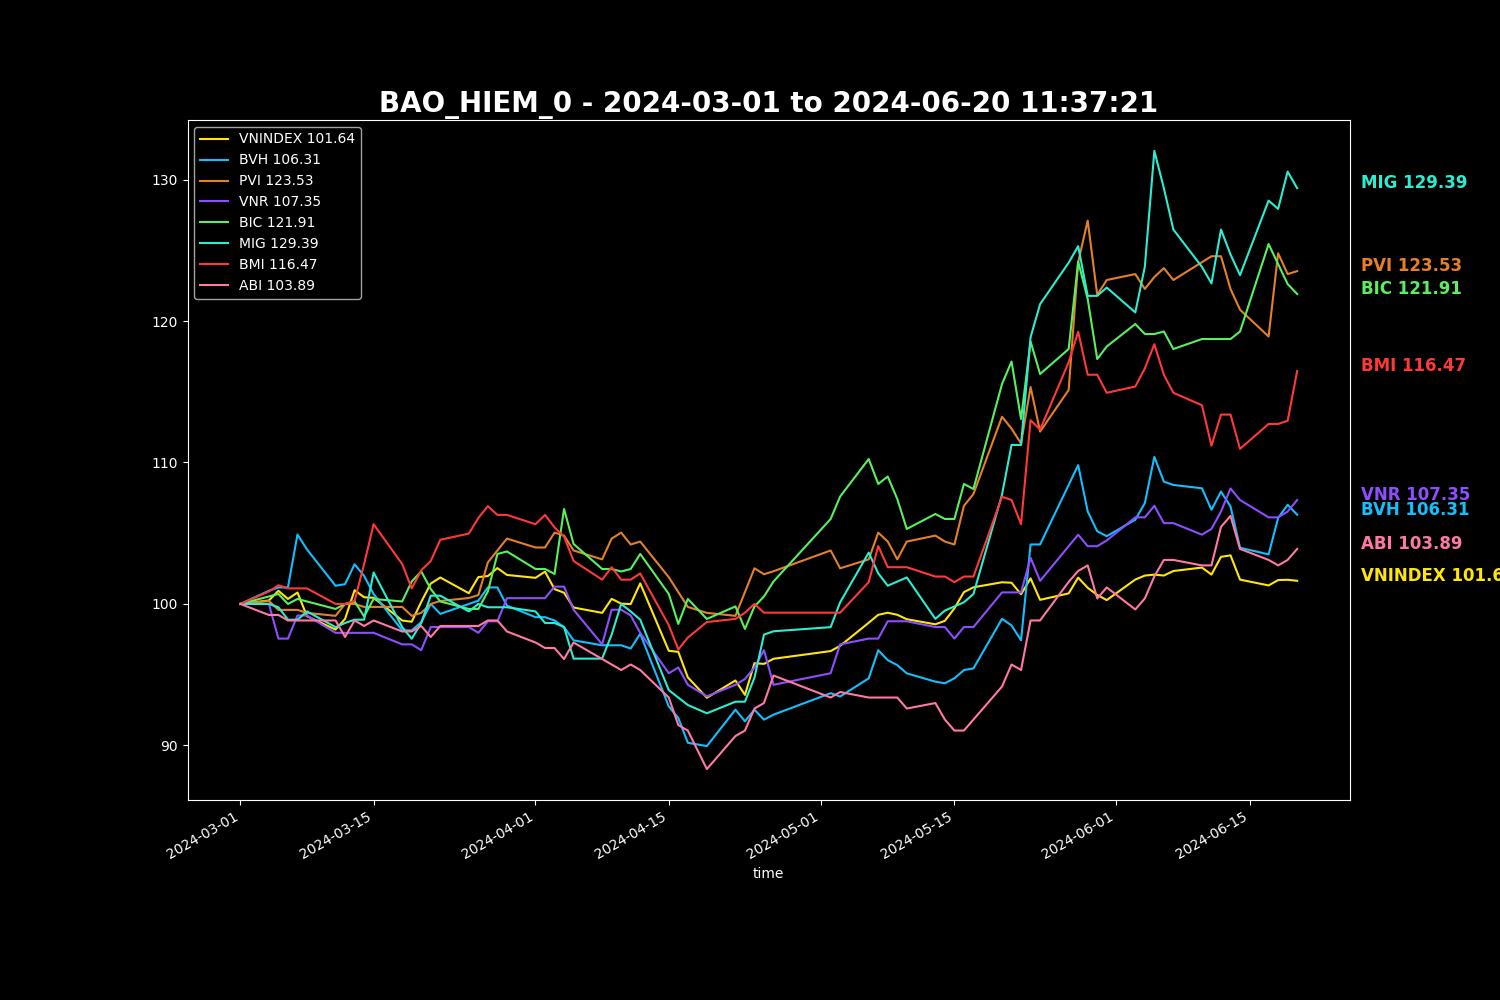 BAO_HIEM_0 - 2024-03-01 to 2024-06-20 11:37:21
VNINDEX 101.64
BVH 106.31
PVI 123.53
VNR 107.35
BIC 121.91
MIG 129.39
BMI 116.47
ABI 103.89
130
120
110
100
90
MIG 129.39
PVI 123.53
BIC 121.91
BMI 116.47
VNR 107.35
BVH 106.31
ABI 103.89
VNINDEX 101.6
2024-03-01
2024-03-15
2024-04-01
2024-04-15
2024-05-01
2024-05-15
2024-06-01
2024-06-15
time